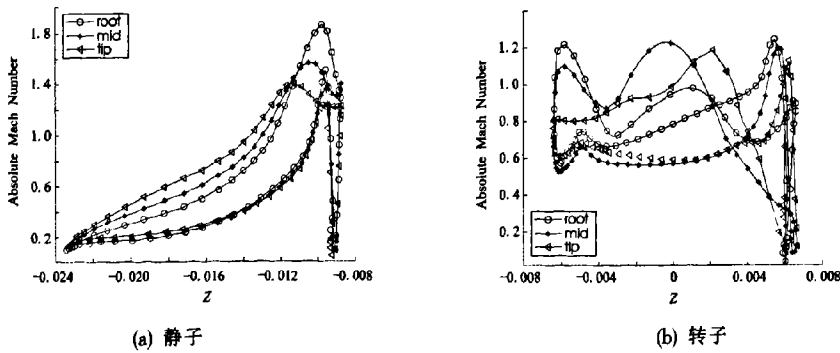 root
mid
tip
Absolute Mach Number
1.8
1.4
1.0
0.6
0.2
-0.024
-0.020
-0.016
-0.012
-0.008
Z
(a) 静子
root
mid
tip
Absolute Mach Number
1.2
1.0
0.8
0.6
0.4
0.2
-0.008
-0.004
0
0.004
0.008
Z
(b) 转子